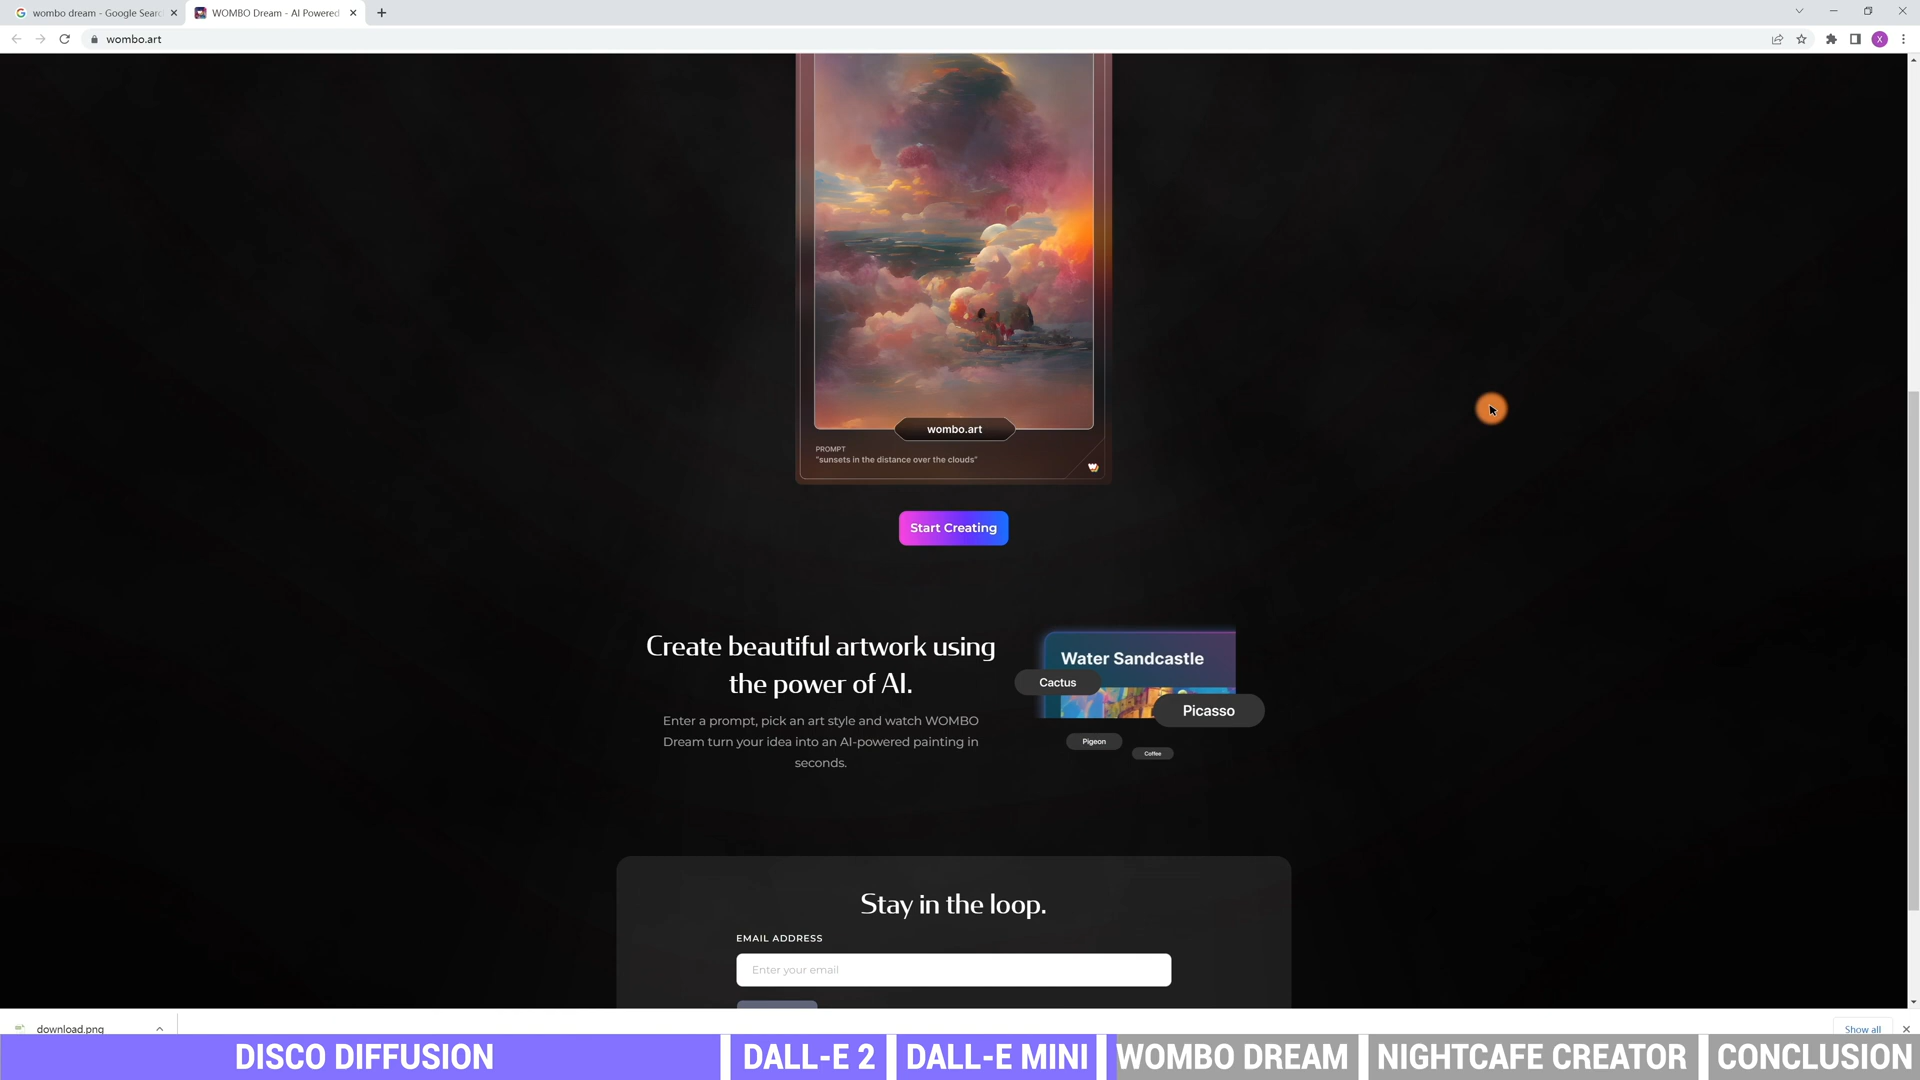 wombo dream - Google Searc
WOMBO Dream - AI Powered
wombo.art
X
wombo.art
PROMPT
"sunsets in the distance over the clouds"
Start Creating
Create beautiful artwork using
the power of AI.
Enter a prompt, pick an art style and watch WOMBO
Dream turn your idea into an AI-powered painting in
seconds.
Water Sandcastle
Cactus
Picasso
Pigeon
Coffee
Stay in the loop.
EMAIL ADDRESS
Enter your email
download.png
Show all
DISCO DIFFUSION
DALL-E 2
DALL-E MINI
WOMBO DREAM
NIGHTCAFE CREATOR
CONCLUSION